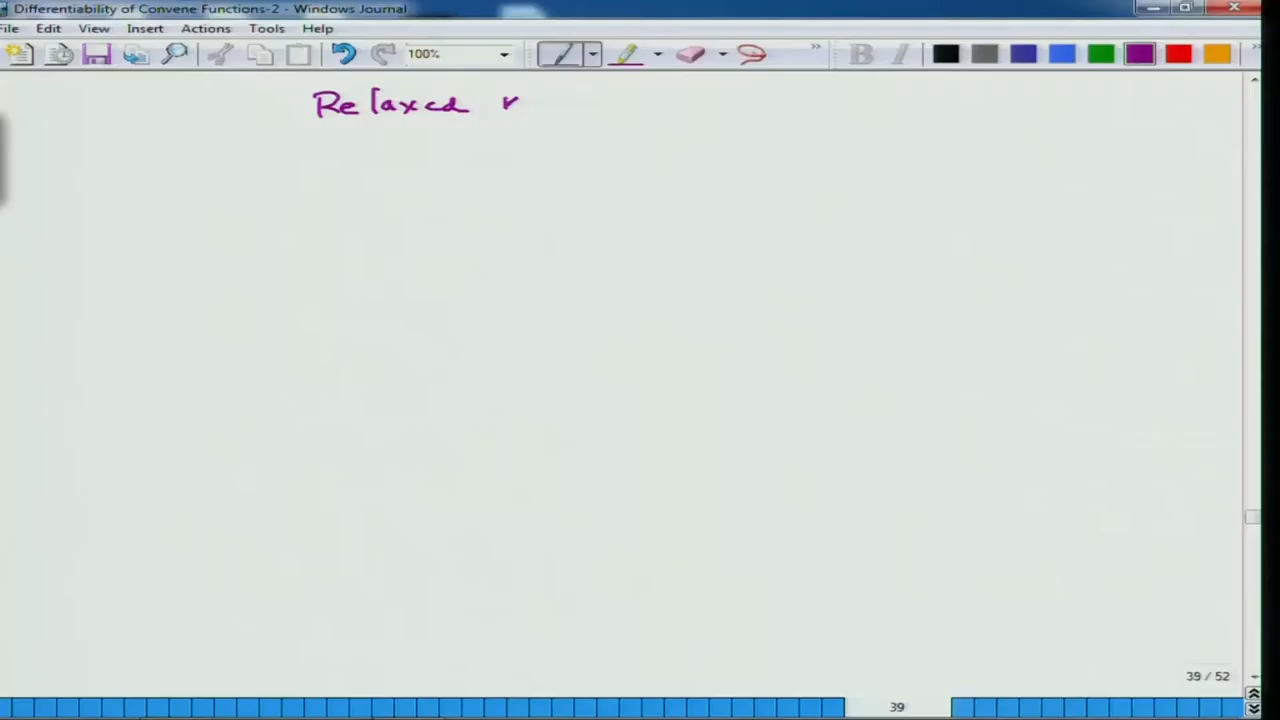 Differentiability of Convene Functions-2 - Windows Journal
File Edit View Insert Actions Tools Help
100%
Relaxed
39 / 52
39